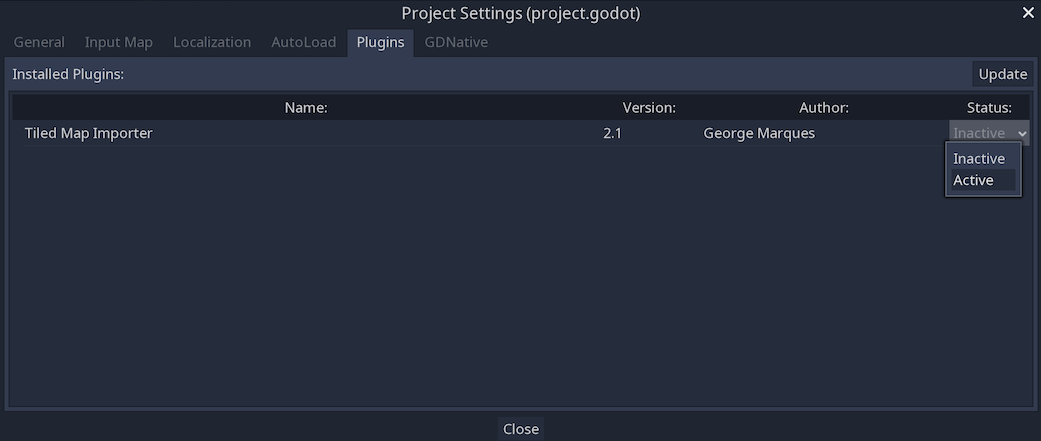 Project Settings (project.godot)
General Input Map Localization AutoLoad Plugins GDNative
Installed Plugins: Update
Name: Version: Author: Status:
Tiled Map Importer 2.1 George Marques Inactive
Inactive
Active
Close